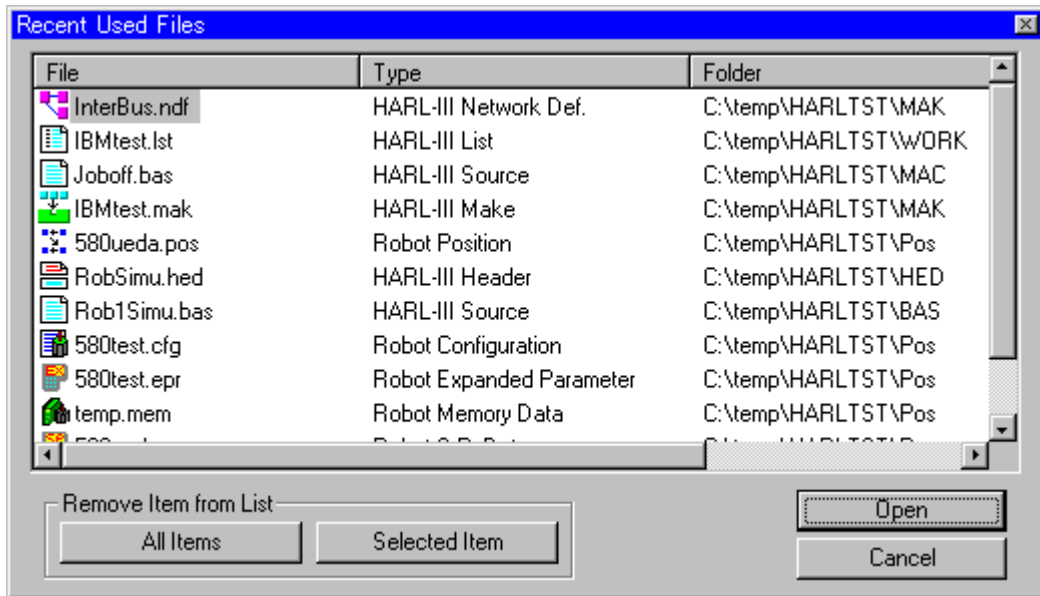 Recent Used Files
File Type Folder
InterBus.ndf HARL-III Network Def. C:\temp\HARLTST\MAK
IBMtest.lst HARL-III List C:\temp\HARLTST\WORK
Joboff.bas HARL-III Source C:\temp\HARLTST\MAC
IBMtest.mak HARL-III Make C:\temp\HARLTST\MAK
580ueda.pos Robot Position C:\temp\HARLTST\Pos
RobSimu.hed HARL-III Header C:\temp\HARLTST\HED
Rob1Simu.bas HARL-III Source C:\temp\HARLTST\BAS
580test.cfg Robot Configuration C:\temp\HARLTST\Pos
580test.epr Robot Expanded Parameter C:\temp\HARLTST\Pos
temp.mem Robot Memory Data C:\temp\HARLTST\Pos
Remove Item from List
All Items Selected Item
Open
Cancel